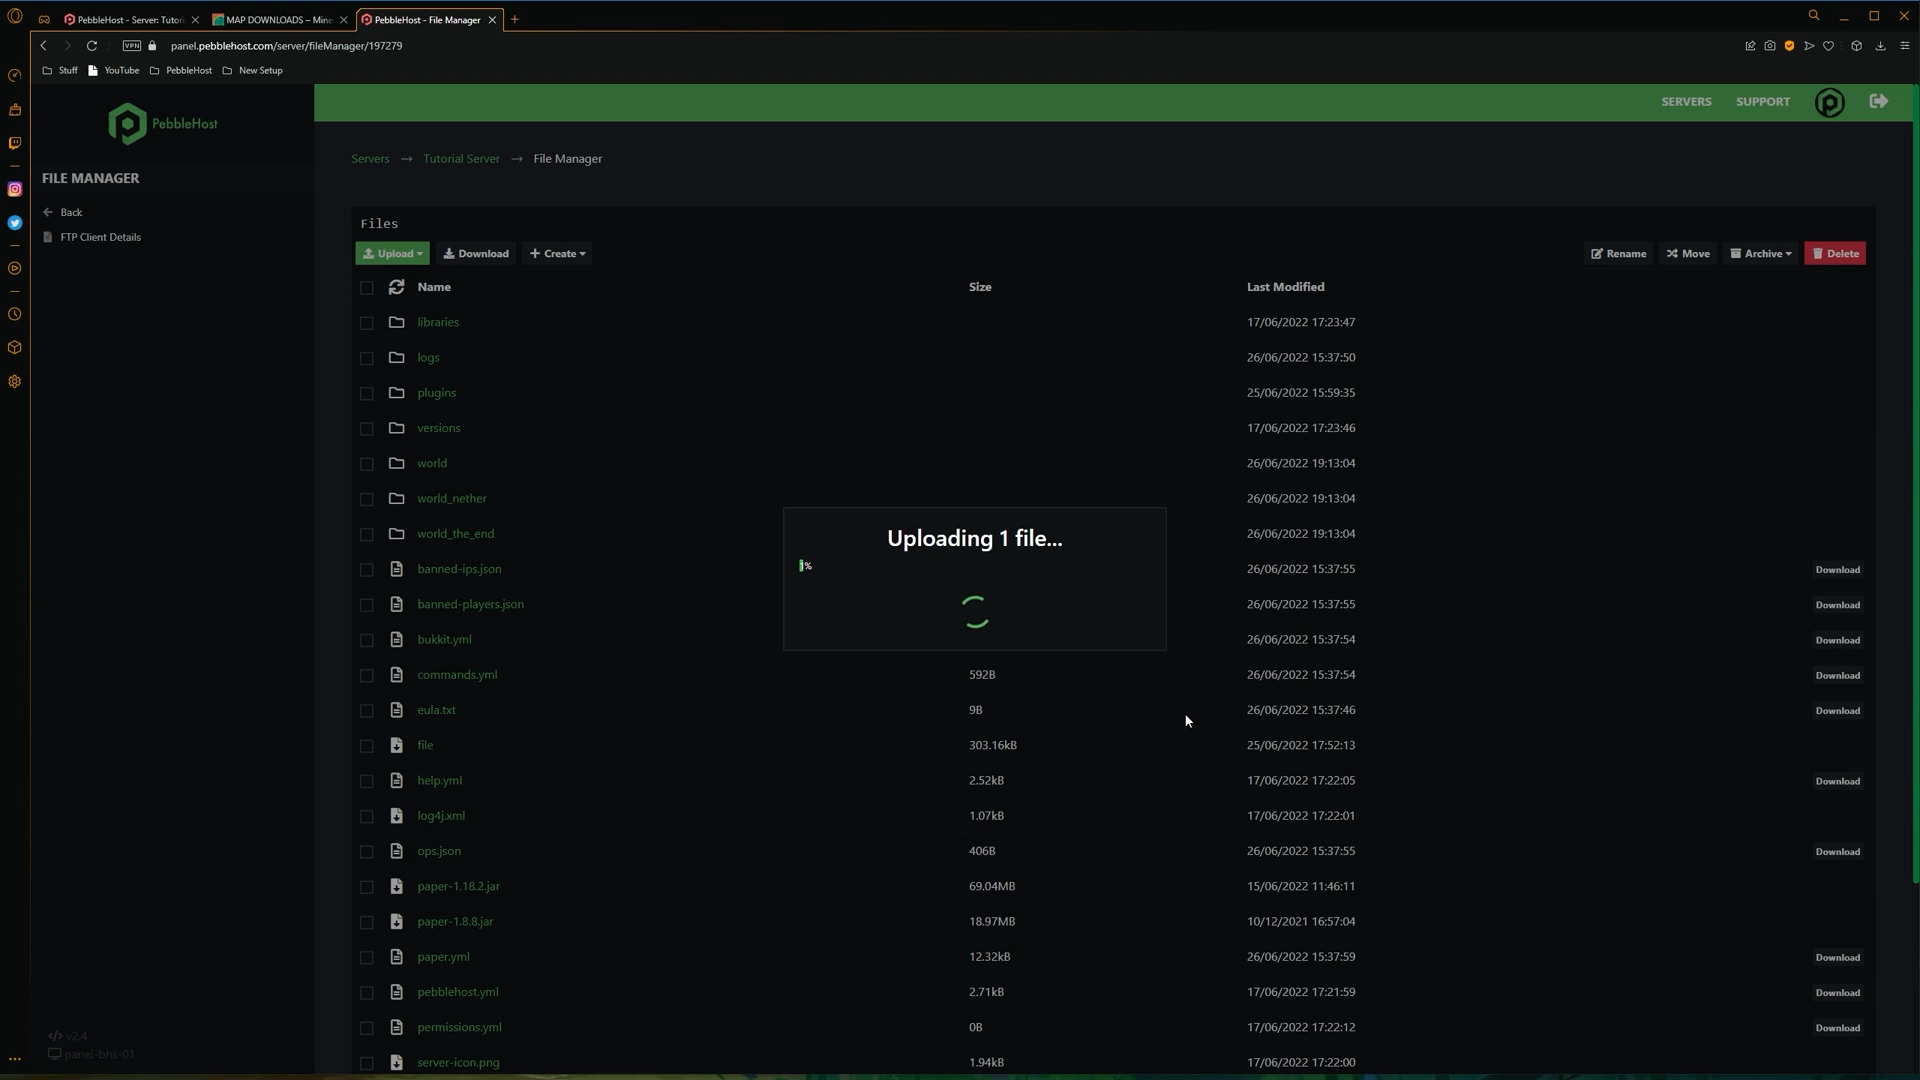 PebbleHost - Server: Tutori
MAP DOWNLOADS – Mine
PebbleHost - File Manager
VPN
panel.pebblehost.com/server/fileManager/197279
Stuff
YouTube
PebbleHost
New Setup
PebbleHost
SERVERS
SUPPORT
FILE MANAGER
Back
FTP Client Details
Servers → Tutorial Server → File Manager
Files
Upload
Download
Create
Rename
Move
Archive
Delete
Name Size Last Modified
libraries 17/06/2022 17:23:47
logs 26/06/2022 15:37:50
plugins 25/06/2022 15:59:35
versions 17/06/2022 17:23:46
world 26/06/2022 19:13:04
world_nether 26/06/2022 19:13:04
world_the_end 26/06/2022 19:13:04
Uploading 1 file...
1%
banned-ips.json 26/06/2022 15:37:55 Download
banned-players.json 26/06/2022 15:37:55 Download
bukkit.yml 26/06/2022 15:37:54 Download
commands.yml 592B 26/06/2022 15:37:54 Download
eula.txt 9B 26/06/2022 15:37:46 Download
file 303.16kB 25/06/2022 17:52:13
help.yml 2.52kB 17/06/2022 17:22:05 Download
log4j.xml 1.07kB 17/06/2022 17:22:01
ops.json 406B 26/06/2022 15:37:55 Download
paper-1.18.2.jar 69.04MB 15/06/2022 11:46:11
paper-1.8.8.jar 18.97MB 10/12/2021 16:57:04
paper.yml 12.32kB 26/06/2022 15:37:59 Download
pebblehost.yml 2.71kB 17/06/2022 17:21:59 Download
permissions.yml 0B 17/06/2022 17:22:12 Download
server-icon.png 1.94kB 17/06/2022 17:22:00
v2.4
panel-bhs-01